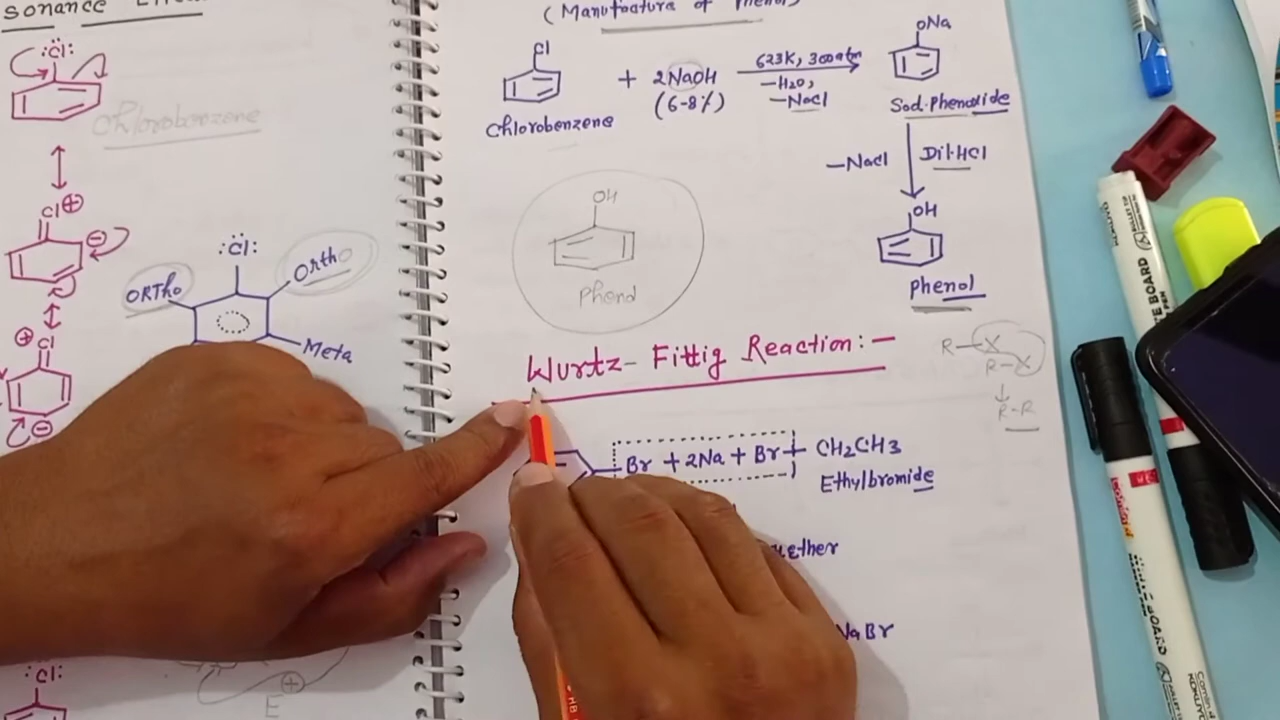 sonance
:Cl:
Chlorobenzene
Cl⊕
⊖
:Cl:
ORTho
Ortho
Meta
⊕ Cl
⊖
:Cl:
E⊕
(Manufacture of Phenol)
Cl
+ 2NaOH
(6-8%)
623K, 300atm
-H₂O,
-NaCl
ONa
Chlorobenzene
Sod. Phenoxide
-NaCl
Dil·HCl
OH
Phenol
OH
Phenol
Wurtz-Fittig Reaction:-
R-X
R-X
↓
R-R
Br + 2Na + Br + CH₂CH₃
Ethylbromide
ether
NaBr